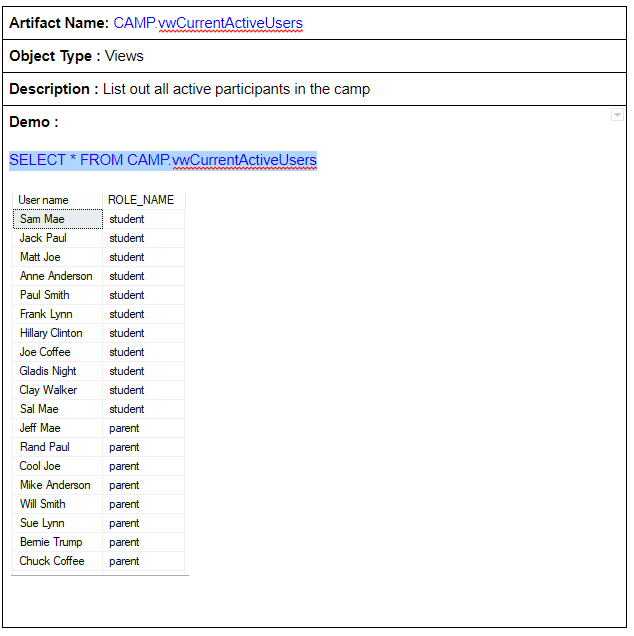 Artifact Name: CAMP.vwCurrentActiveUsers
Object Type : Views
Description : List out all active participants in the camp
Demo :
SELECT * FROM CAMP.vwCurrentActiveUsers
User name ROLE_NAME
Sam Mae student
Jack Paul student
Matt Joe student
Anne Anderson student
Paul Smith student
Frank Lynn student
Hillary Clinton student
Joe Coffee student
Gladis Night student
Clay Walker student
Sal Mae student
Jeff Mae parent
Rand Paul parent
Cool Joe parent
Mike Anderson parent
Will Smith parent
Sue Lynn parent
Bernie Trump parent
Chuck Coffee parent